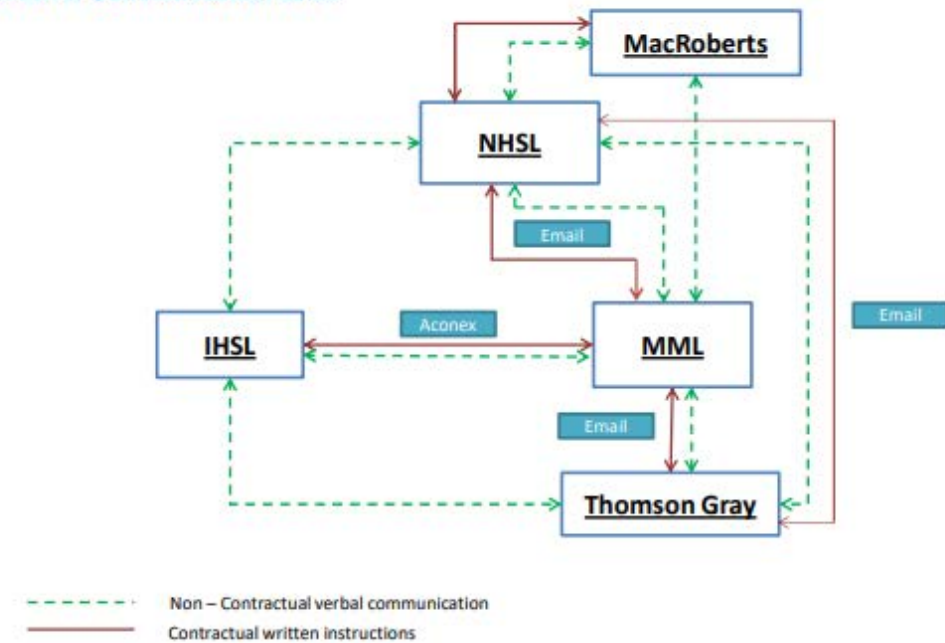 MacRoberts
NHSL
Email
Email
Aconex
IHSL
MML
Email
Thomson Gray
Non – Contractual verbal communication
Contractual written instructions